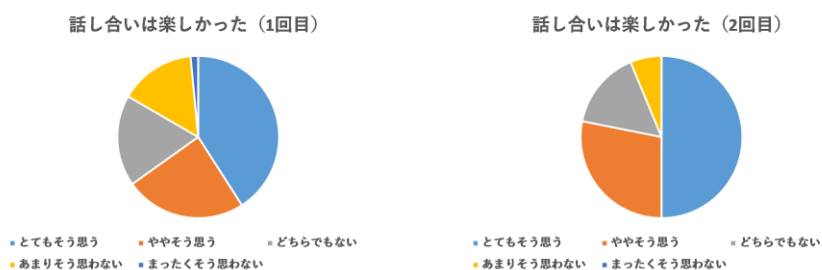 話し合いは楽しかった（1回目）
とてもそう思う ややそう思う どちらでもない
あまりそう思わない まったくそう思わない
話し合いは楽しかった（2回目）
とてもそう思う ややそう思う どちらでもない
あまりそう思わない まったくそう思わない